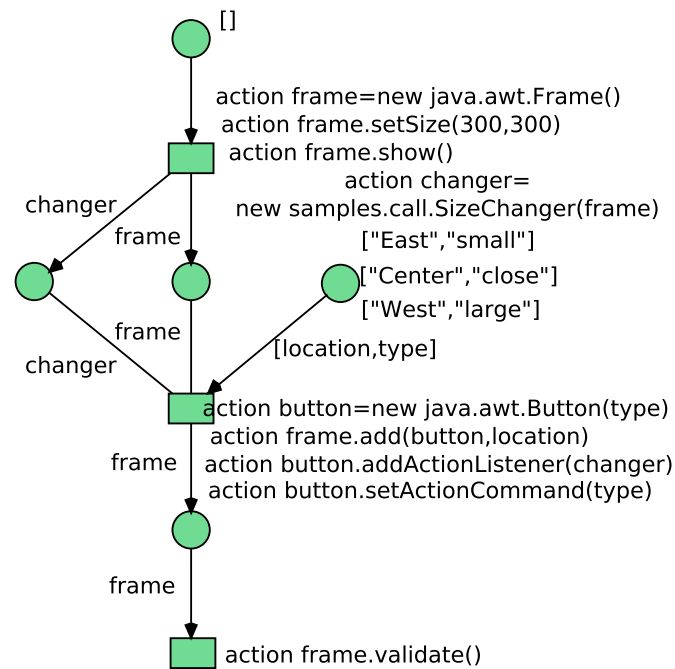 []
action frame=new java.awt.Frame()
action frame.setSize(300,300)
action frame.show()
action changer=
new samples.call.SizeChanger(frame)
changer
frame
["East","small"]
["Center","close"]
["West","large"]
frame
[location,type]
changer
action button=new java.awt.Button(type)
action frame.add(button,location)
frame
action button.addActionListener(changer)
action button.setActionCommand(type)
frame
action frame.validate()